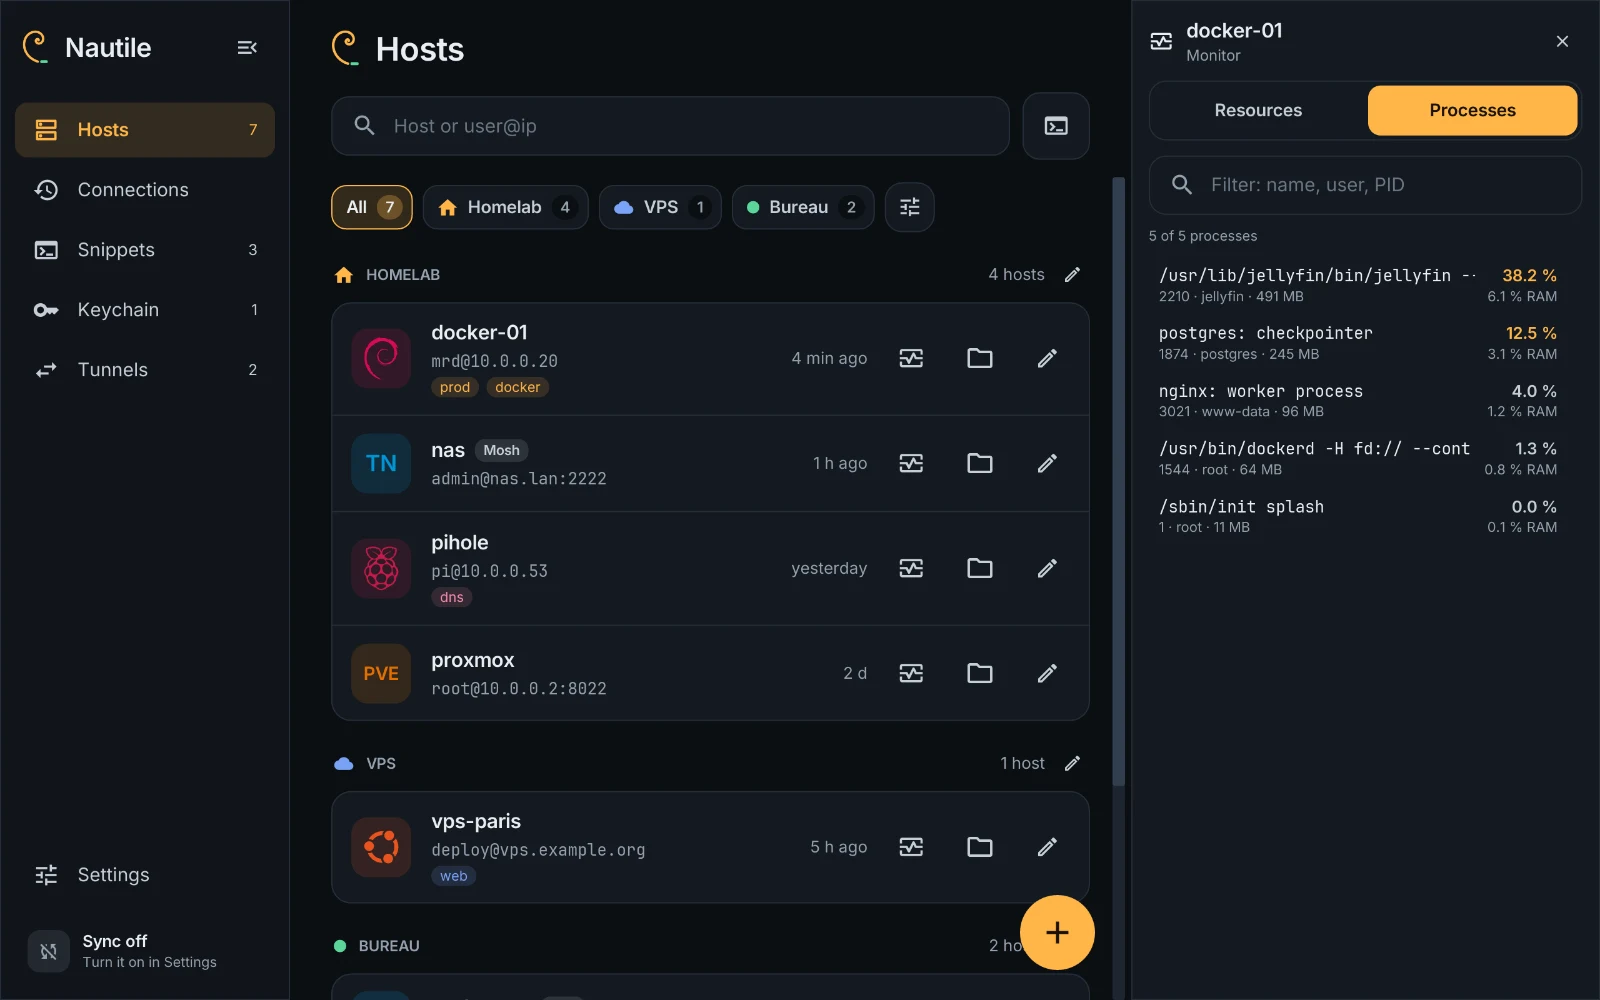 Nautile
Hosts 7
Connections
Snippets 3
Keychain 1
Tunnels 2
Settings
Sync off
Turn it on in Settings
Hosts
Host or user@ip
All 7
Homelab 4
VPS 1
Bureau 2
HOMELAB
4 hosts
docker-01
mrd@10.0.0.20
prod docker
4 min ago
TN
nas Mosh
admin@nas.lan:2222
1 h ago
pihole
pi@10.0.0.53
dns
yesterday
PVE
proxmox
root@10.0.0.2:8022
2 d
VPS
1 host
vps-paris
deploy@vps.example.org
web
5 h ago
BUREAU
2 ho
docker-01
Monitor
Resources
Processes
Filter: name, user, PID
5 of 5 processes
/usr/lib/jellyfin/bin/jellyfin -- 38.2 %
2210 · jellyfin · 491 MB 6.1 % RAM
postgres: checkpointer 12.5 %
1874 · postgres · 245 MB 3.1 % RAM
nginx: worker process 4.0 %
3021 · www-data · 96 MB 1.2 % RAM
/usr/bin/dockerd -H fd:// --cont 1.3 %
1544 · root · 64 MB 0.8 % RAM
/sbin/init splash 0.0 %
1 · root · 11 MB 0.1 % RAM